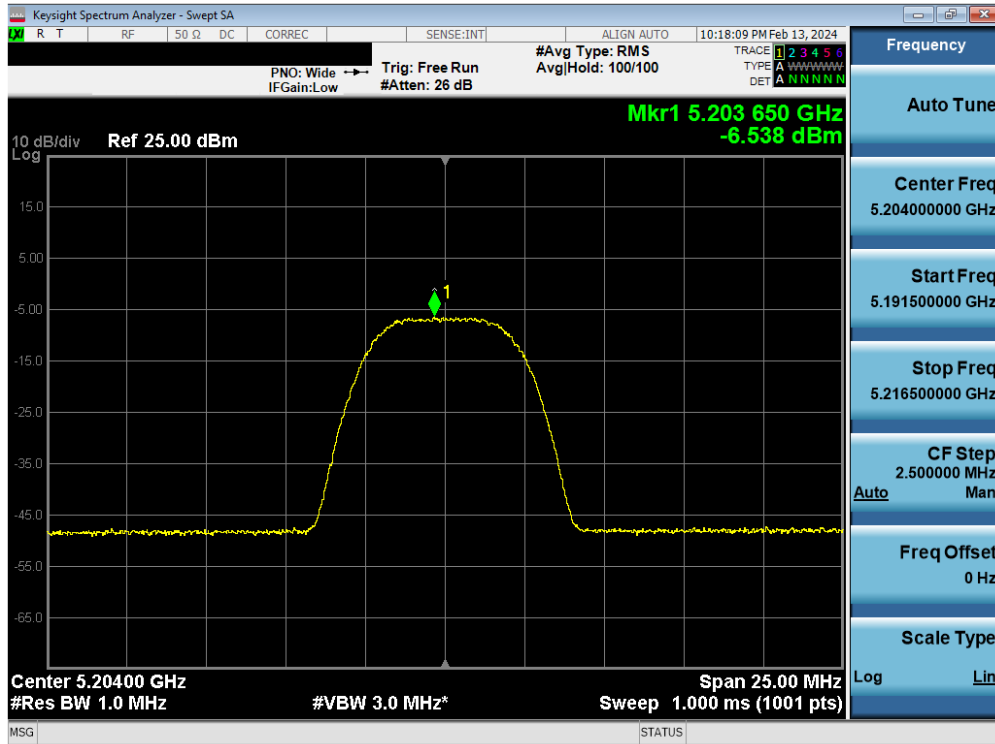 Keysight Spectrum Analyzer - Swept SA
LXI R T RF 50 Ω DC CORREC SENSE:INT ALIGN AUTO 10:18:09 PM Feb 13, 2024
PNO: Wide
IFGain:Low
Trig: Free Run
#Atten: 26 dB
#Avg Type: RMS
Avg|Hold: 100/100
TRACE 1 2 3 4 5 6
TYPE A WWWWW
DET A N N N N N
Mkr1 5.203 650 GHz
-6.538 dBm
10 dB/div Ref 25.00 dBm
Log
15.0
5.00
-5.00
-15.0
-25.0
-35.0
-45.0
-55.0
-65.0
1
Center 5.20400 GHz Span 25.00 MHz
#Res BW 1.0 MHz #VBW 3.0 MHz* Sweep 1.000 ms (1001 pts)
MSG STATUS
Frequency
Auto Tune
Center Freq
5.204000000 GHz
Start Freq
5.191500000 GHz
Stop Freq
5.216500000 GHz
CF Step
2.500000 MHz
Auto Man
Freq Offset
0 Hz
Scale Type
Log Lin